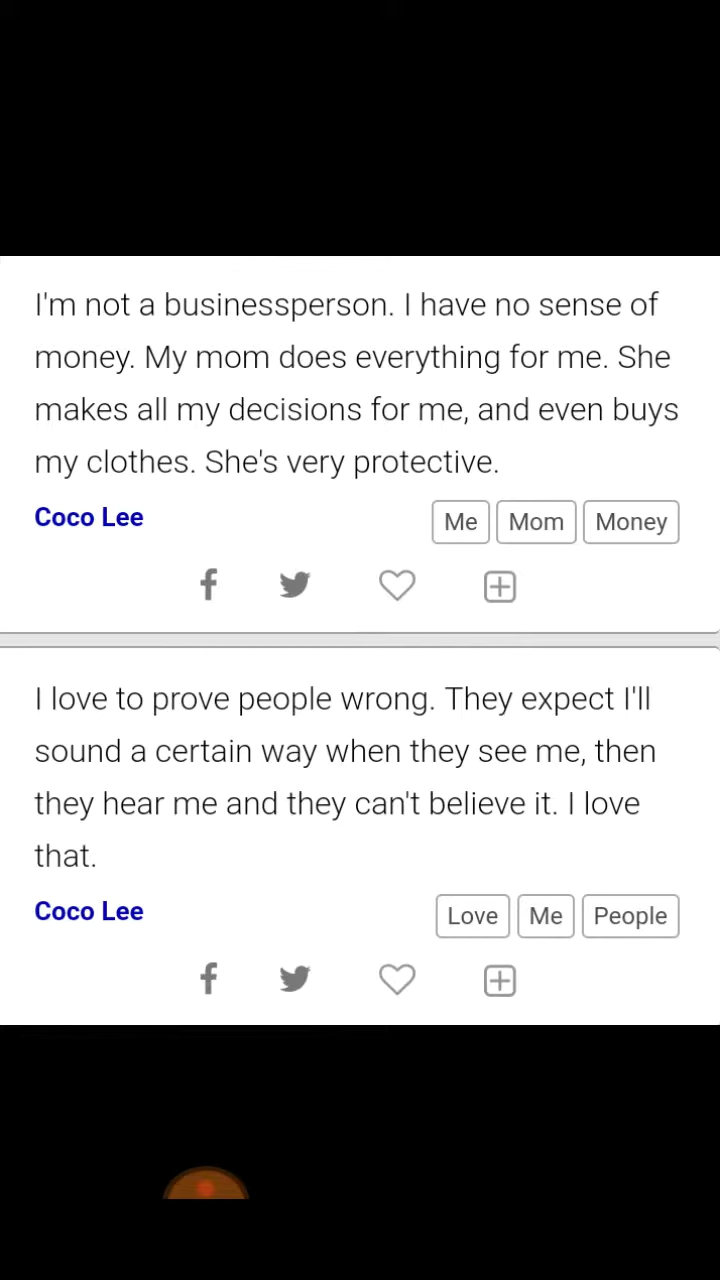 I'm not a businessperson. I have no sense of
money. My mom does everything for me. She
makes all my decisions for me, and even buys
my clothes. She's very protective.
Coco Lee
Me Mom Money
I love to prove people wrong. They expect I'll
sound a certain way when they see me, then
they hear me and they can't believe it. I love
that.
Coco Lee
Love Me People